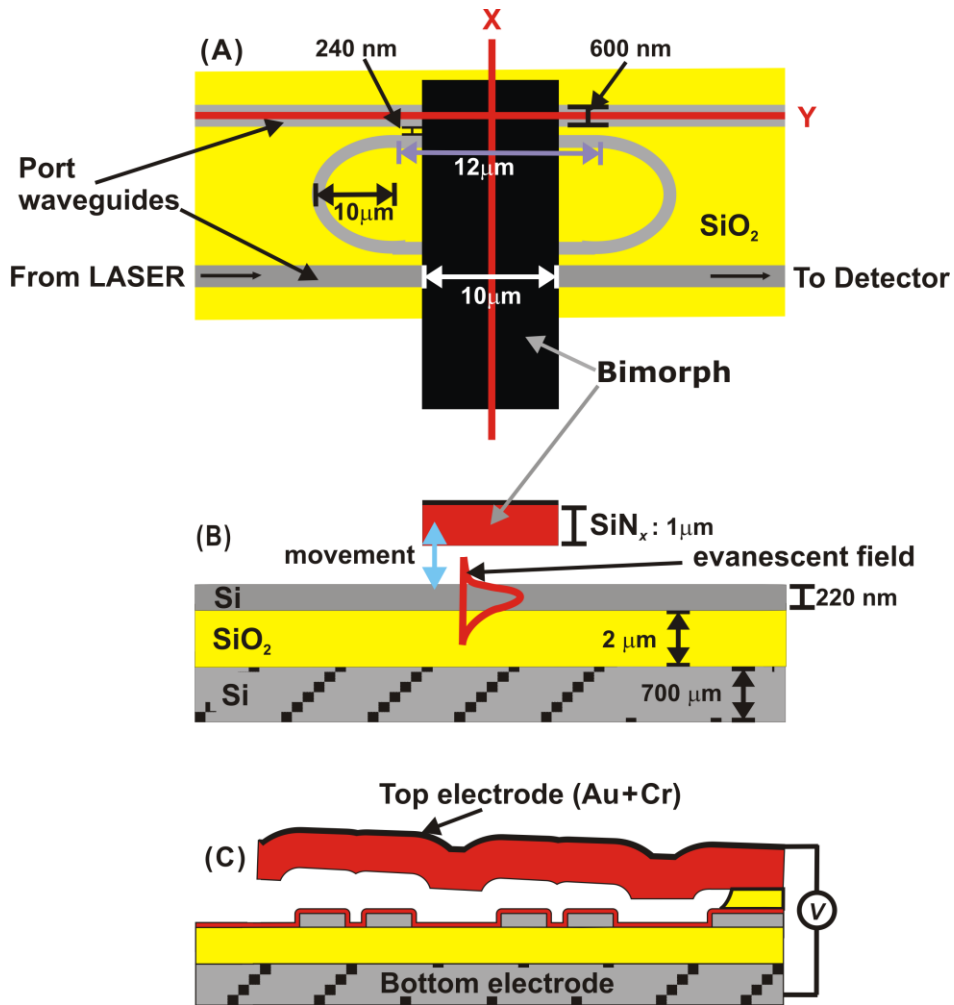 X
(A)
240 nm
600 nm
Y
Port
waveguides
12μm
10μm
SiO₂
From LASER
10μm
To Detector
Bimorph
(B)
SiNₓ : 1μm
movement
evanescent field
Si
220 nm
SiO₂
2 μm
Si
700 μm
Top electrode (Au+Cr)
(C)
V
Bottom electrode